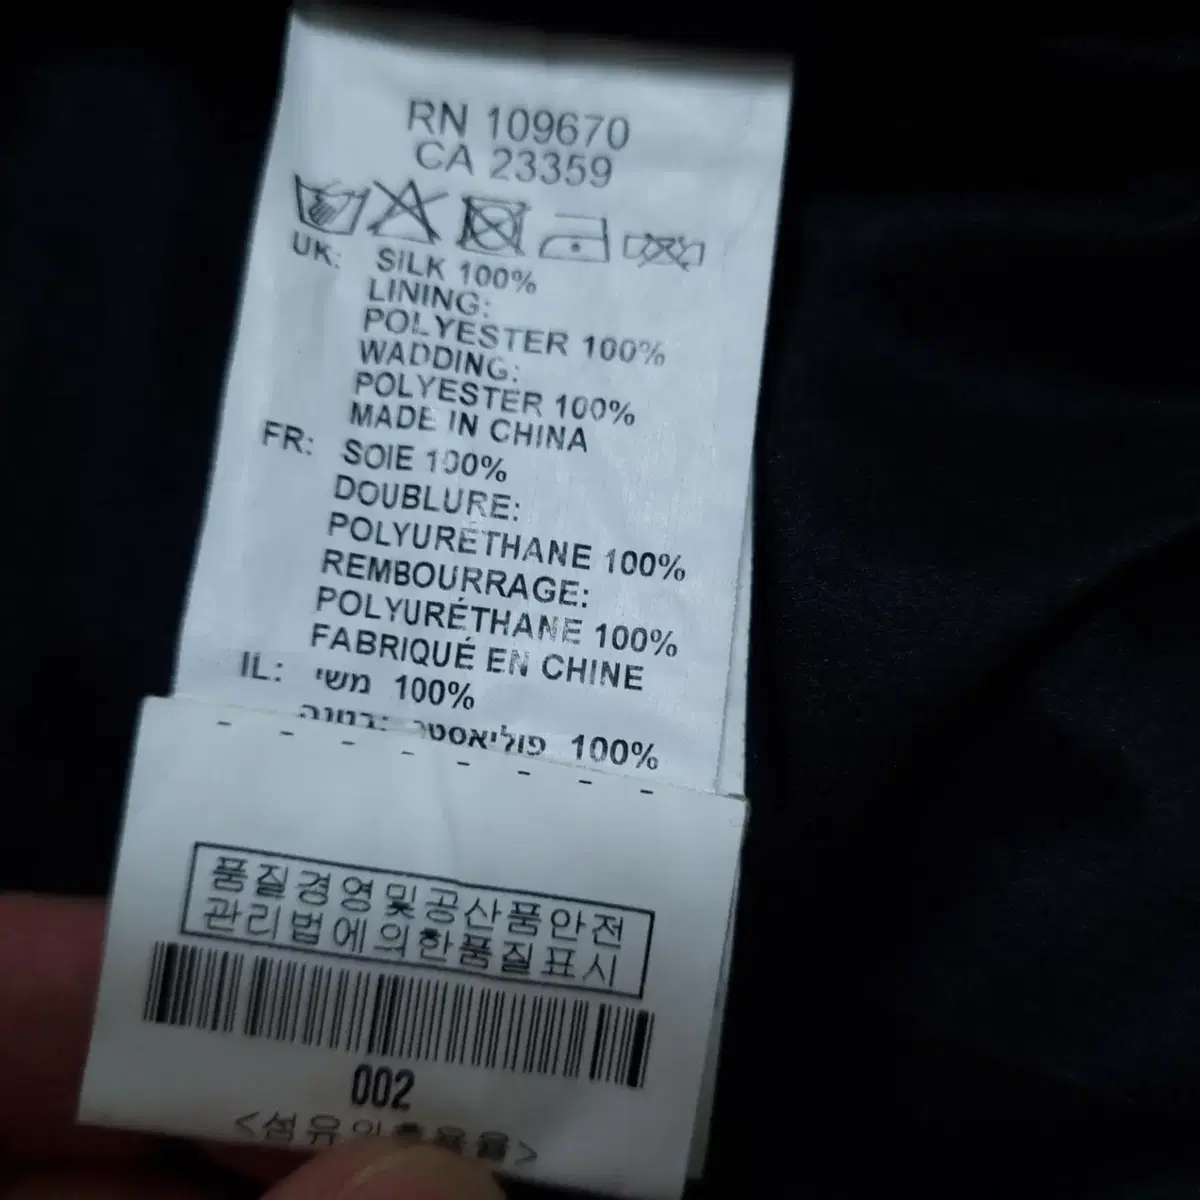 RN 109670
CA 23359
UK: SILK 100%
LINING:
POLYESTER 100%
WADDING:
POLYESTER 100%
MADE IN CHINA
FR: SOIE 100%
DOUBLURE:
POLYURÉTHANE 100%
REMBOURRAGE:
POLYURÉTHANE 100%
FABRIQUÉ EN CHINE
IL: משי 100%
פוליאסטר 100%
품질경영및공산품안전
관리법에의한품질표시
002